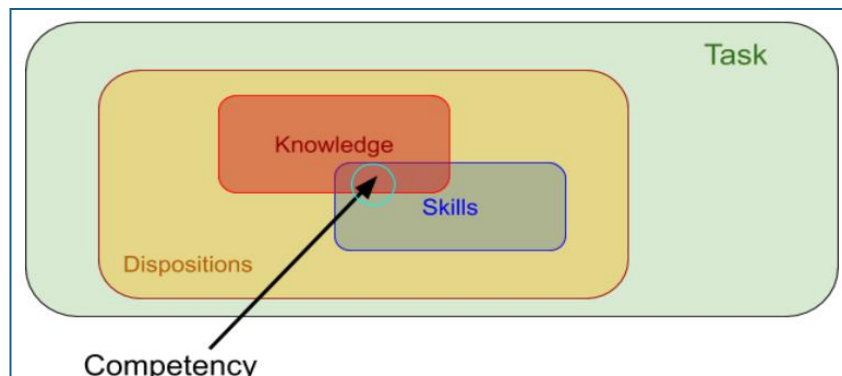 Task
Knowledge
Skills
Dispositions
Competency